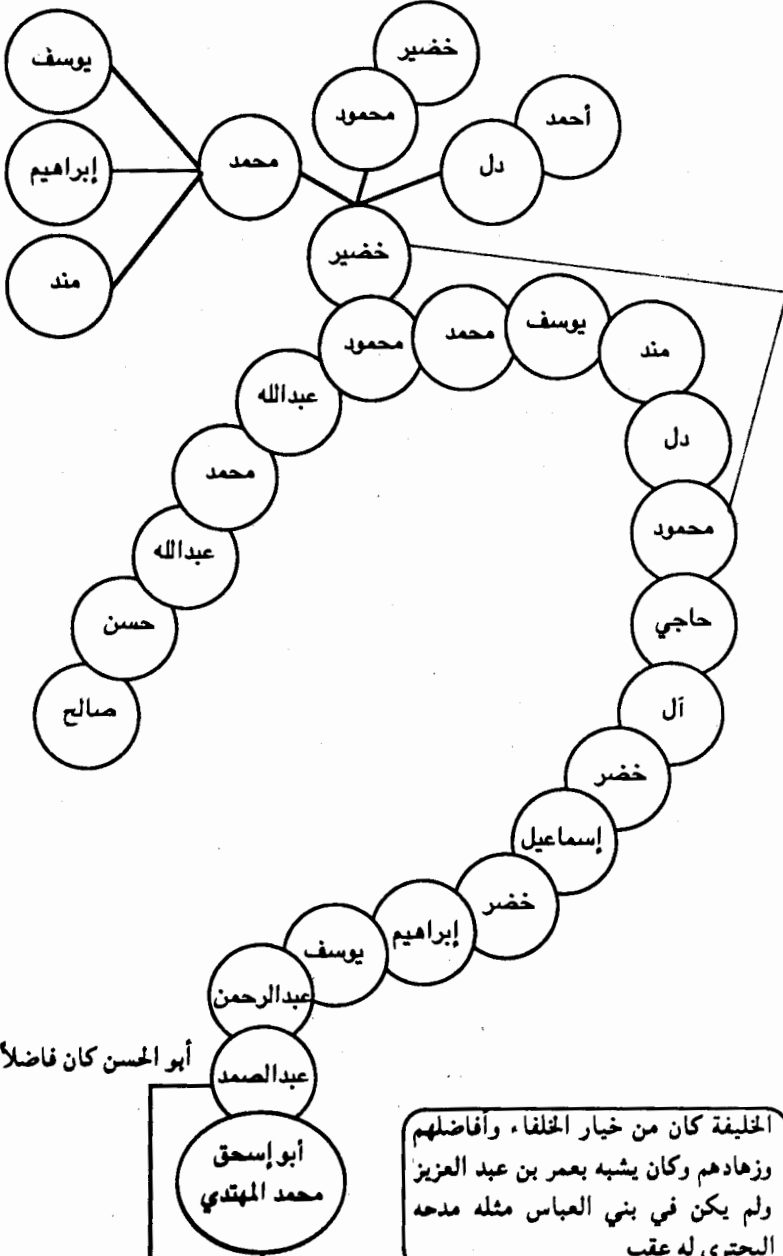 خضير
يوسف
محمود
أحمد
إبراهيم
محمد
دل
مند
خضير
محمود
محمد
يوسف
مند
عبدالله
دل
محمد
محمود
عبدالله
حاجي
حسن
آل
صالح
خضر
إسماعيل
خضر
إبراهيم
يوسف
عبدالرحمن
أبو الحسن كان فاضلاً
عبدالصمد
أبو إسحق
محمد المهتدي
الخليفة كان من خيار الخلفاء وأفاضلهم
وزهادهم وكان يشبه بعمر بن عبد العزيز
ولم يكن في بني العباس مثله مدحه
البحتري له عقب